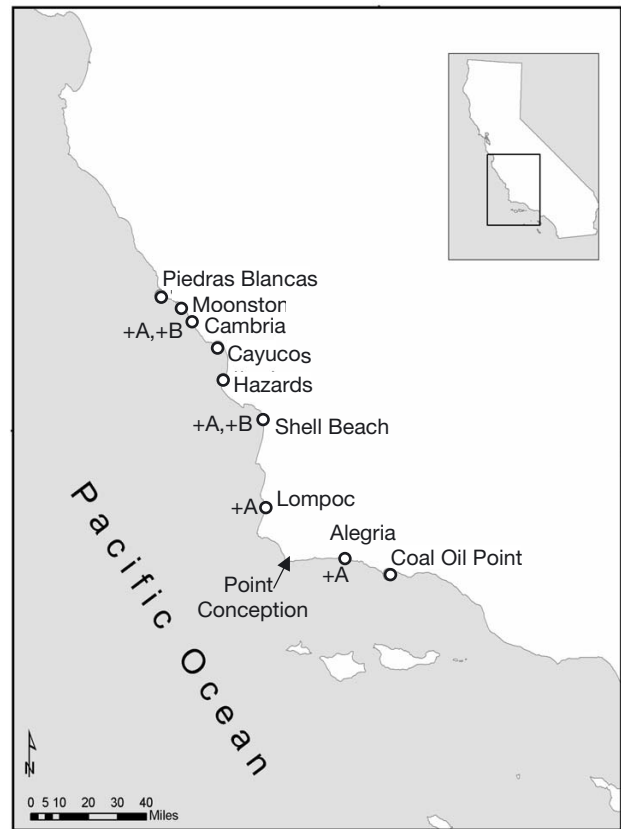 Piedras Blancas
Moonston
+A,+B
Cambria
Cayucos
Hazards
+A,+B
Shell Beach
+A
Lompoc
Alegria
+A
Coal Oil Point
Point
Conception
Pacific Ocean
N
0 5 10 20 30 40
Miles